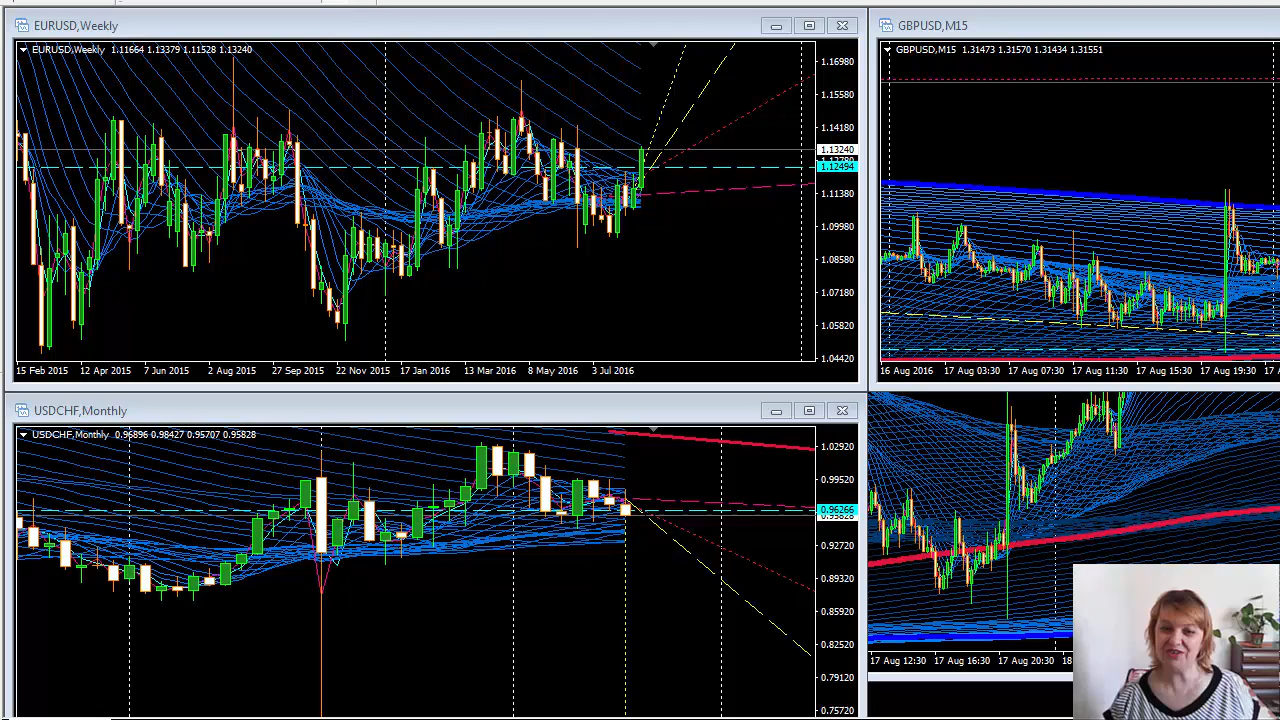 EURUSD,Weekly
EURUSD,Weekly 1.11664 1.13379 1.11528 1.13240
1.16980
1.15580
1.14180
1.13240
1.12494
1.11380
1.09980
1.08580
1.07180
1.05820
1.04420
15 Feb 2015 12 Apr 2015 7 Jun 2015 2 Aug 2015 27 Sep 2015 22 Nov 2015 17 Jan 2016 13 Mar 2016 8 May 2016 3 Jul 2016
GBPUSD,M15
GBPUSD,M15 1.31473 1.31570 1.31434 1.31551
16 Aug 2016 17 Aug 03:30 17 Aug 07:30 17 Aug 11:30 17 Aug 15:30 17 Aug 19:30 17 A
USDCHF,Monthly
USDCHF,Monthly 0.96896 0.98427 0.95707 0.95828
1.02920
0.99520
0.96266
0.92720
0.89320
0.85920
0.82520
0.79120
0.75720
17 Aug 12:30 17 Aug 16:30 17 Aug 20:30 18